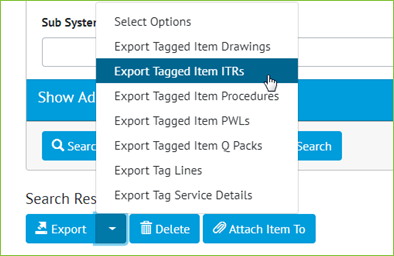 Sub System
Select Options
Export Tagged Item Drawings
Export Tagged Item ITRs
Export Tagged Item Procedures
Export Tagged Item PWLs
Export Tagged Item Q Packs
Export Tag Lines
Export Tag Service Details
Show Ad
Search
Search
Search Res
Export
Delete
Attach Item To